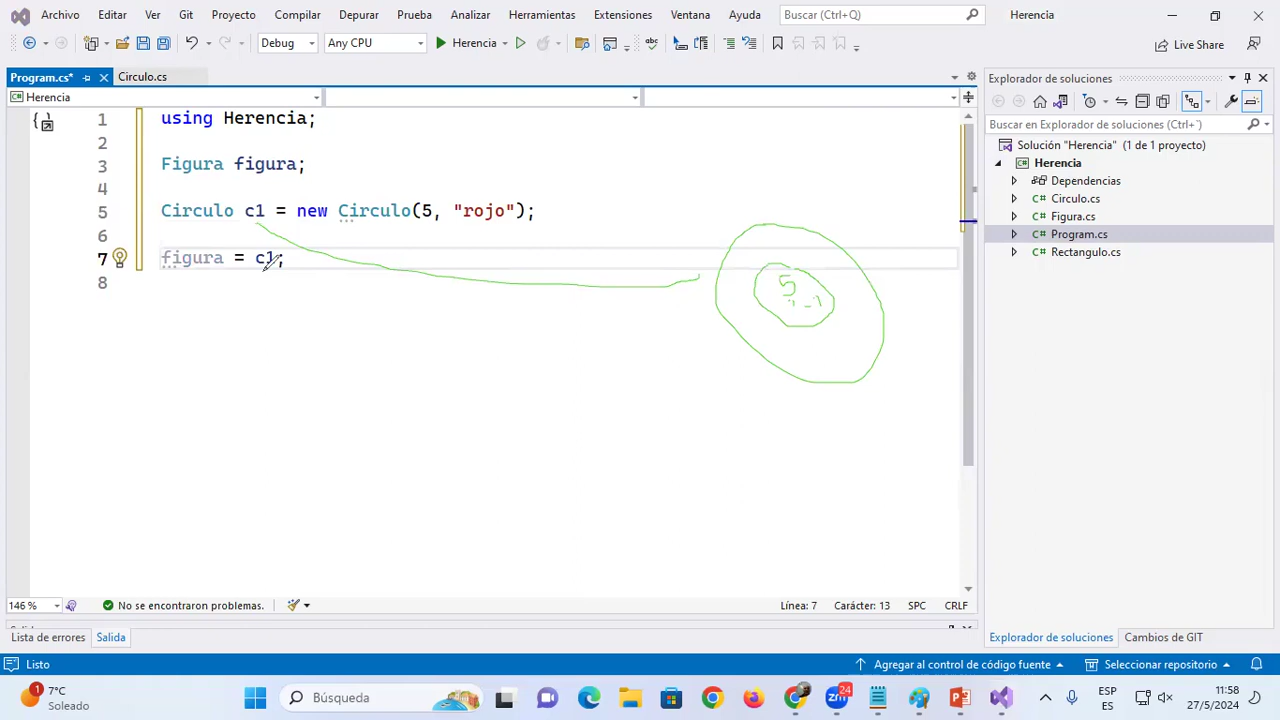 Archivo Editar Ver Git Proyecto Compilar Depurar Prueba Analizar Herramientas Extensiones Ventana Ayuda Buscar (Ctrl+Q) Herencia
Debug Any CPU Herencia Live Share
Program.cs* Circulo.cs
Herencia
1 using Herencia;
2
3 Figura figura;
4
5 Circulo c1 = new Circulo(5, "rojo");
6
7 figura = c1;
8
5
Explorador de soluciones
Buscar en Explorador de soluciones (Ctrl+´)
Solución "Herencia" (1 de 1 proyecto)
Herencia
Dependencias
C# Circulo.cs
C# Figura.cs
C# Program.cs
C# Rectangulo.cs
146 % No se encontraron problemas. Línea: 7 Carácter: 13 SPC CRLF
Lista de errores Salida
Explorador de soluciones Cambios de GIT
Listo Agregar al control de código fuente Seleccionar repositorio
1 7°C
Soleado
Búsqueda
24
ESP
ES
11:58
27/5/2024